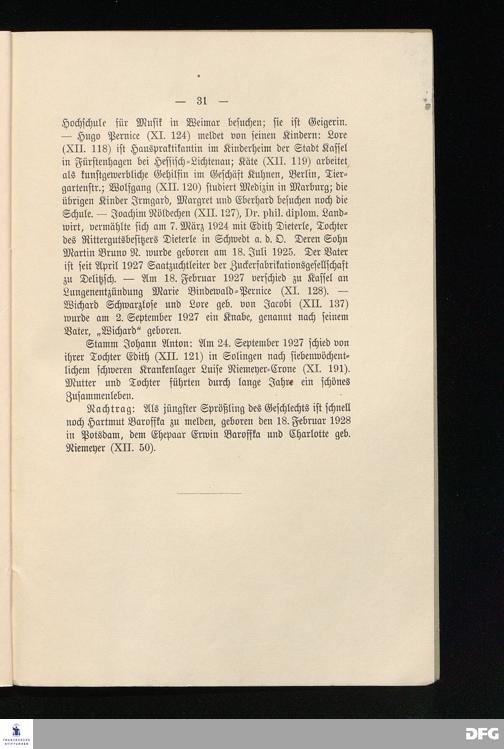 — 31 —
Hochschule für Musik in Weimar besuchen; sie ist Geigerin.
— Hugo Pernice (XI. 124) meldet von seinen Kindern: Lore
(XII. 118) ist Hauspraktikantin im Kinderheim der Stadt Kassel
in Fürstenhagen bei Hessisch-Lichtenau; Käte (XII. 119) arbeitet
als kunstgewerbliche Gehilfin im Geschäft Kuhnen, Berlin, Tier-
gartenstr.; Wolfgang (XII. 120) studiert Medizin in Marburg; die
übrigen Kinder Irmgard, Margret und Eberhard besuchen noch die
Schule. — Joachim Nöldechen (XII. 127), Dr. phil. diplom. Land-
wirt, vermählte sich am 7. März 1924 mit Edith Dieterle, Tochter
des Rittergutsbesitzers Dieterle in Schwedt a. d. O. Deren Sohn
Martin Bruno N. wurde geboren am 18. Juli 1925. Der Vater
ist seit April 1927 Saatzuchtleiter der Zuckerfabrikationsgesellschaft
zu Delitzsch. — Am 18. Februar 1927 verschied zu Kassel an
Lungenentzündung Marie Bindewald-Pernice (XI. 128). —
Wichard Schwarzlose und Lore geb. von Jacobi (XII. 137)
wurde am 2. September 1927 ein Knabe, genannt nach seinem
Vater, „Wichard“ geboren.
Stamm Johann Anton: Am 24. September 1927 schied von
ihrer Tochter Edith (XII. 121) in Solingen nach siebenwöchent-
lichem schweren Krankenlager Luise Niemeyer-Crone (XI. 191).
Mutter und Tochter führten durch lange Jahre ein schönes
Zusammenleben.
Nachtrag: Als jüngster Sprößling des Geschlechts ist schnell
noch Hartmut Baroffka zu melden, geboren den 18. Februar 1928
in Potsdam, dem Ehepaar Erwin Baroffka und Charlotte geb.
Niemeyer (XII. 50).
FRANCKESCHE
STIFTUNGEN
DFG